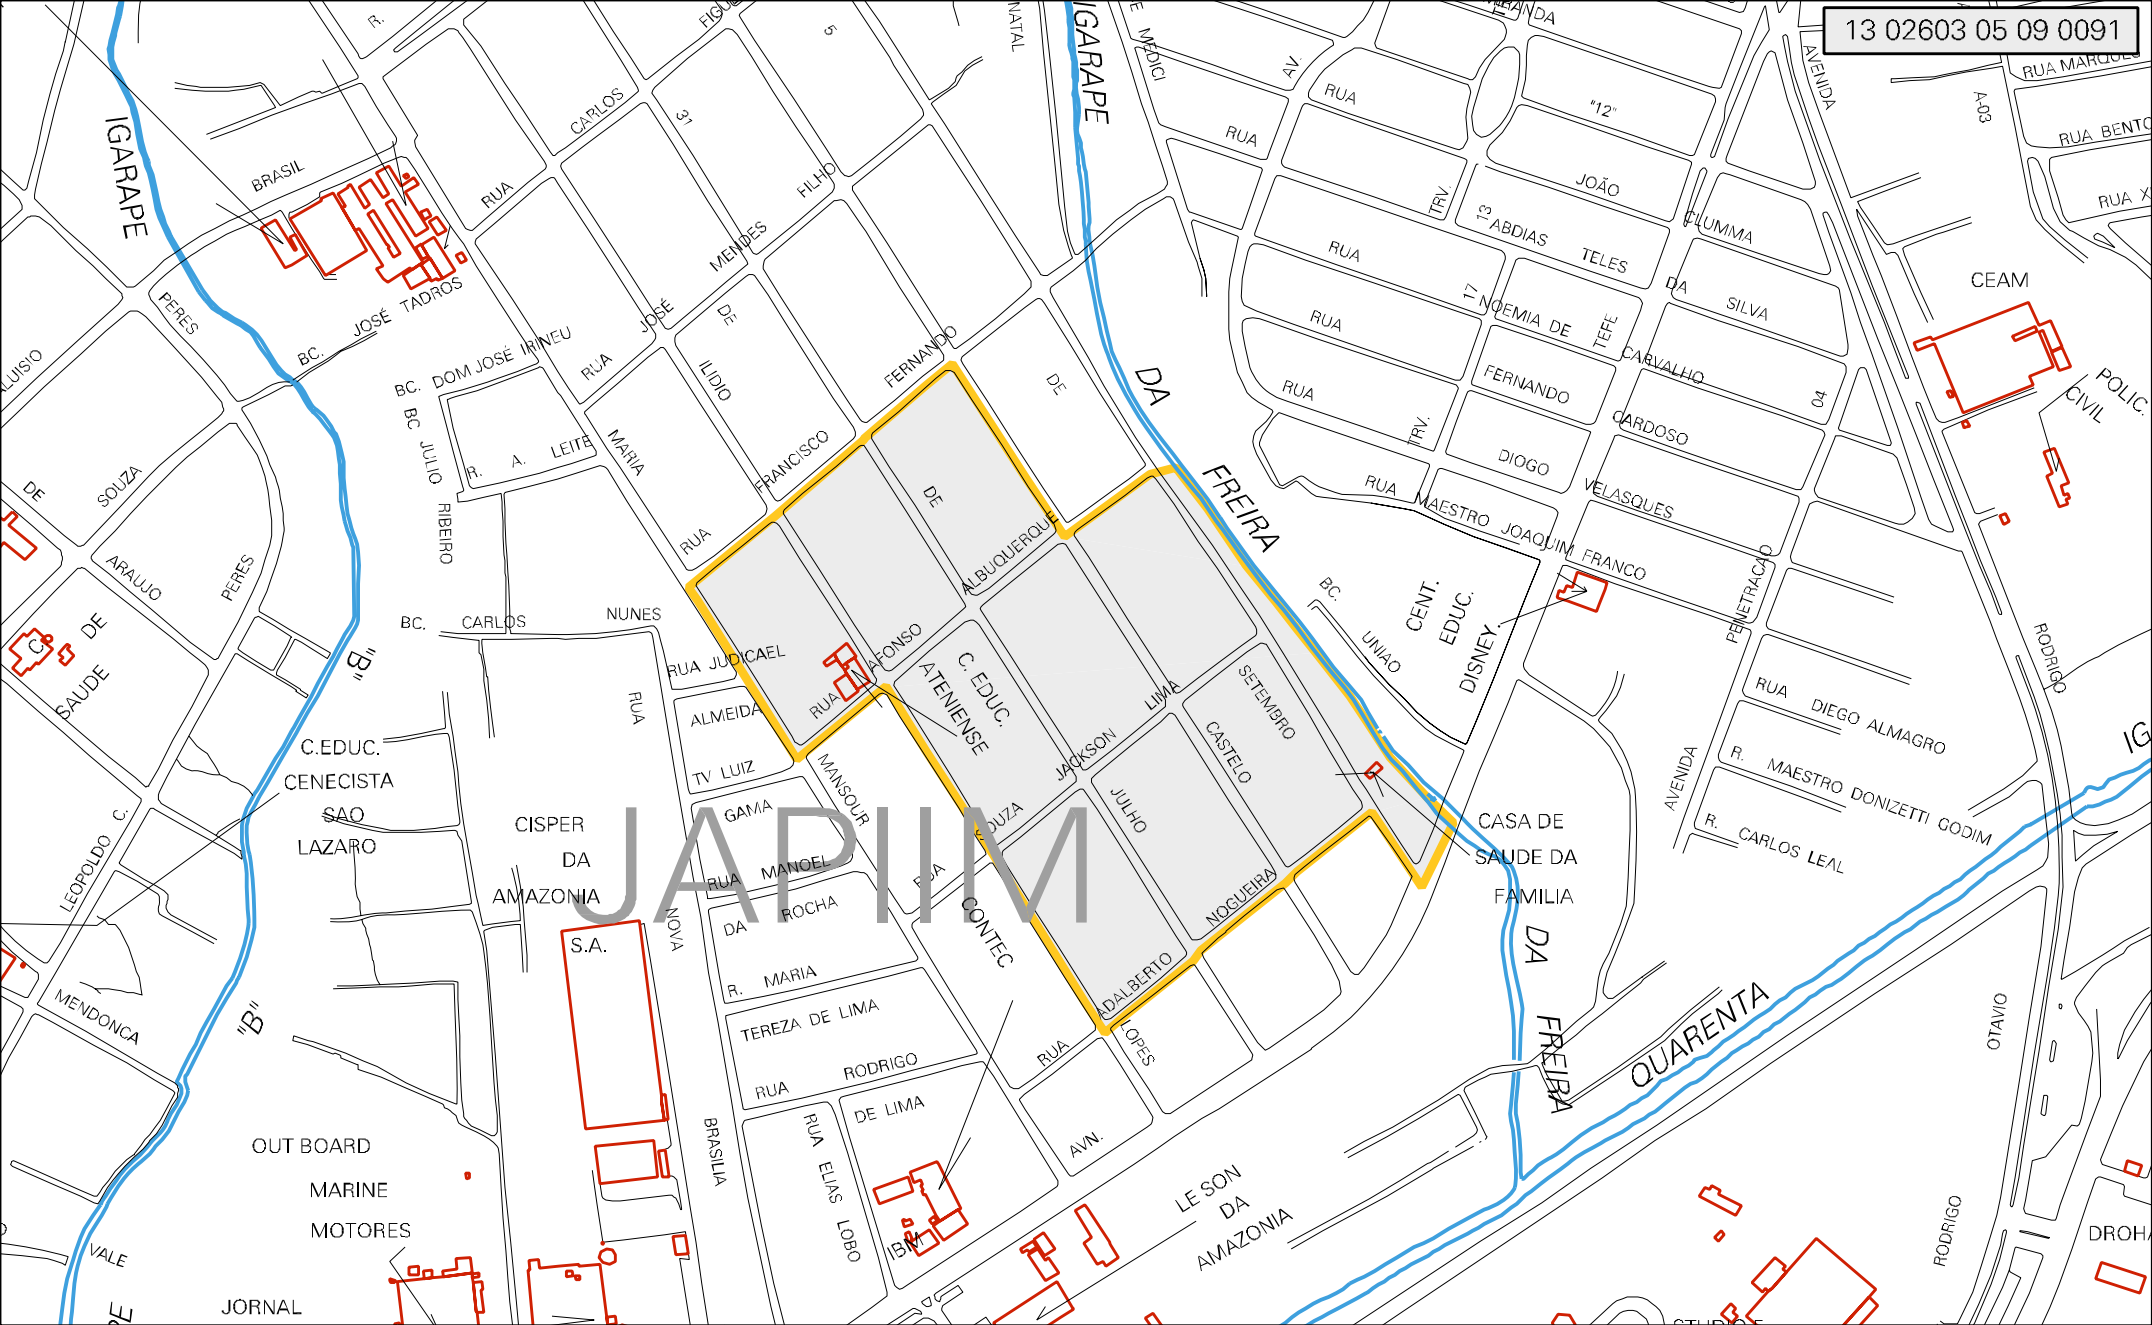 13 02603 05 09 0091
R.
5
NATAL
IGARAPE
MEDICI
AV.
RUA
"12"
AVENIDA
A-03
RUA BENTO
RUA
CARLOS
31
IGARAPE
BRASIL
RUA
FILHO
TRV.
13
JOÃO
ABDIAS
TELES
CLUMMA
MENDES
RUA
DA
SILVA
CEAM
PERES
JOSÉ TADROS
BC.
JOSÉ
DE
17
NOEMIA DE
TEFE
RUA
BC.
DOM JOSÉ IRINEU
RUA
ILIDIO
FERNANDO
DE
DA
FERNANDO
CARVALHO
04
POLIC.
CIVIL
BC
JULIO
RIBEIRO
R. A. LEITE
MARIA
FRANCISCO
RUA
TRV.
CARDOSO
DIOGO
VELASQUES
DE
SOUZA
RUA
DE
FREIRA
RUA
MAESTRO
JOAQUIM
FRANCO
ARAUJO
PERES
ALBUQUERQUE
BC.
UNIAO
CENT.
EDUC.
DISNEY.
PENETRACAO
RODRIGO
C.
DE
SAUDE
BC.
CARLOS
NUNES
RUA JUDICAEL
AFONSO
RUA
C. EDUC.
ATENIENSE
"B"
RUA
ALMEIDA
LIMA
SETEMBRO
RUA
DIEGO ALMAGRO
C.EDUC.
CENECISTA
SAO
LAZARO
TV LUIZ
MANSOUR
JACKSON
CASTELO
AVENIDA
R.
MAESTRO DONIZETTI GODIM
GAMA
SOUZA
JULHO
CASA DE
SAUDE DA
FAMILIA
R.
CARLOS LEAL
CISPER
DA
AMAZONIA
S.A.
JAPIIM
LEOPOLDO C.
RUA MANOEL
RUA
NOGUEIRA
DA
ROCHA
NOVA
CONTEC
ADALBERTO
DA
FREIRA
R. MARIA
LOPES
QUARENTA
OTAVIO
MENDONCA
"B"
TEREZA DE LIMA
RUA
RUA
RODRIGO
DE LIMA
OUT BOARD
MARINE
MOTORES
BRASILIA
RUA
ELIAS
LOBO
AVN.
IBM
LE SON
DA
AMAZONIA
RODRIGO
VALE
JORNAL